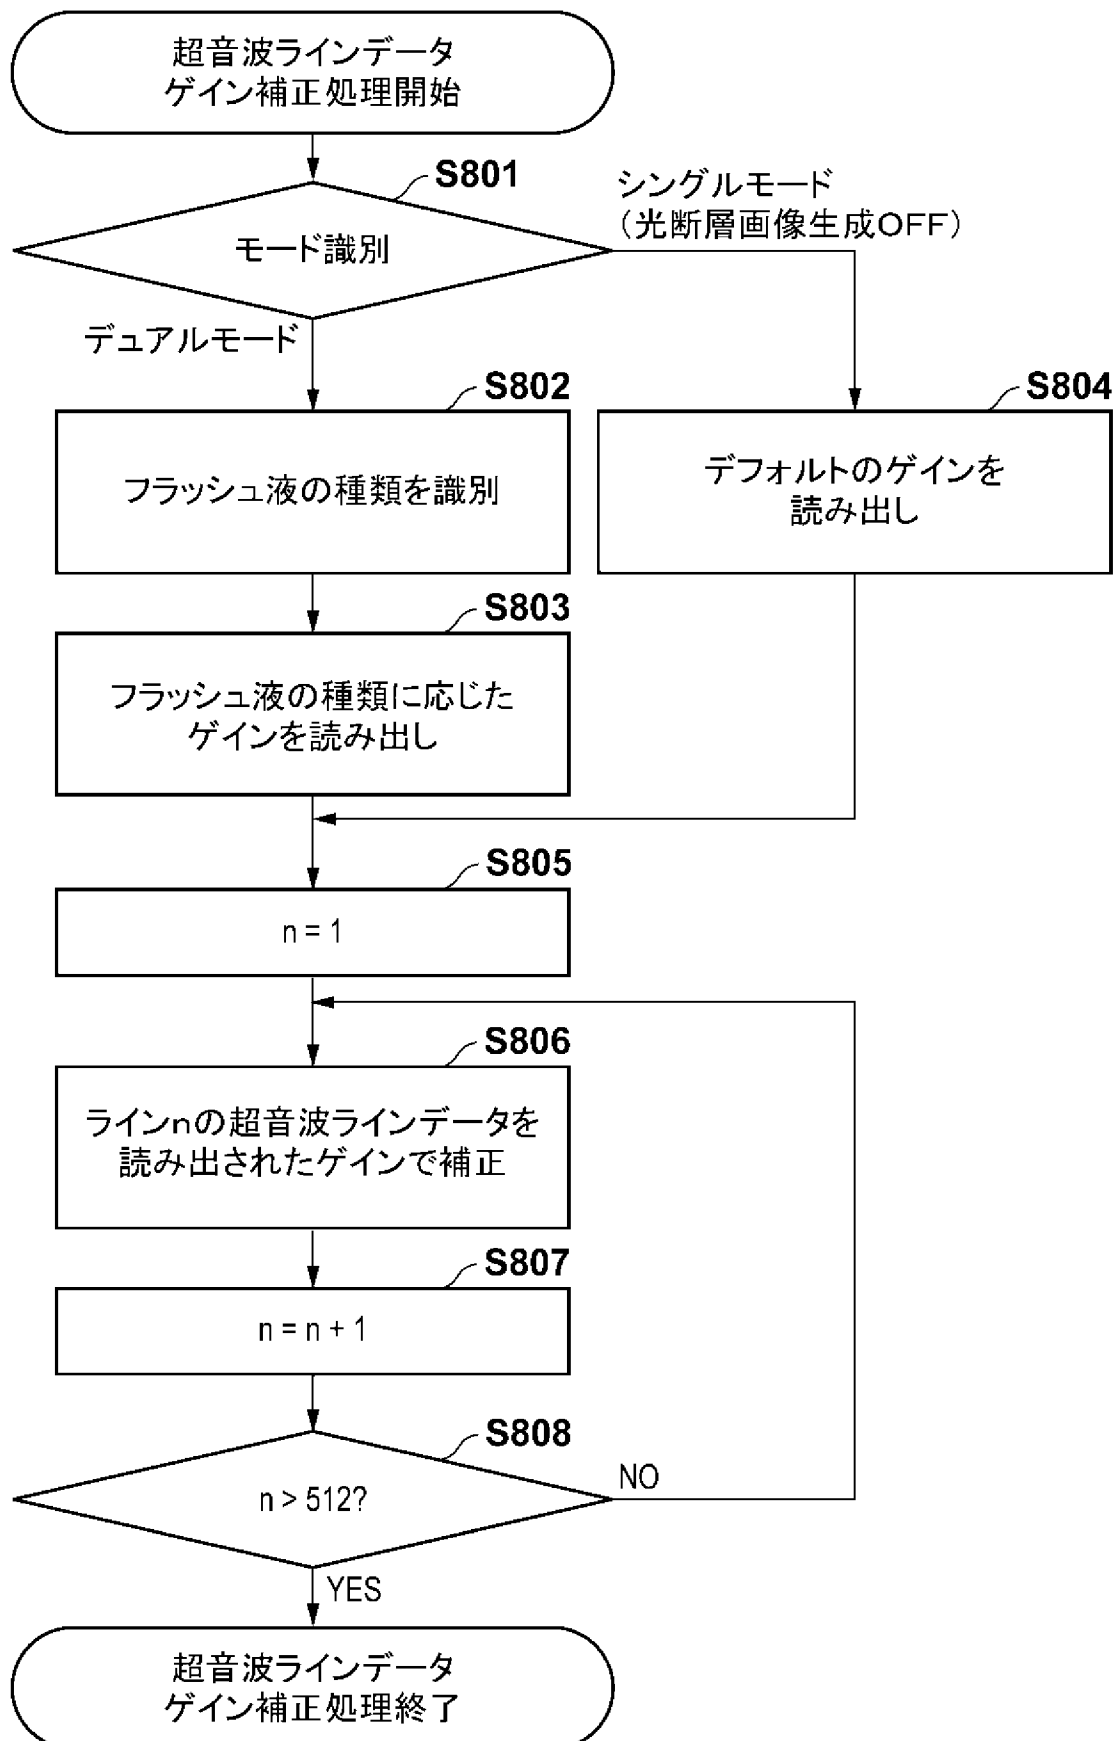 超音波ラインデータ
ゲイン補正処理開始
S801
モード識別
シングルモード
（光断層画像生成OFF）
デュアルモード
S802
フラッシュ液の種類を識別
S804
デフォルトのゲインを
読み出し
S803
フラッシュ液の種類に応じた
ゲインを読み出し
S805
n = 1
S806
ラインnの超音波ラインデータを
読み出されたゲインで補正
S807
n = n + 1
S808
n > 512?
NO
YES
超音波ラインデータ
ゲイン補正処理終了